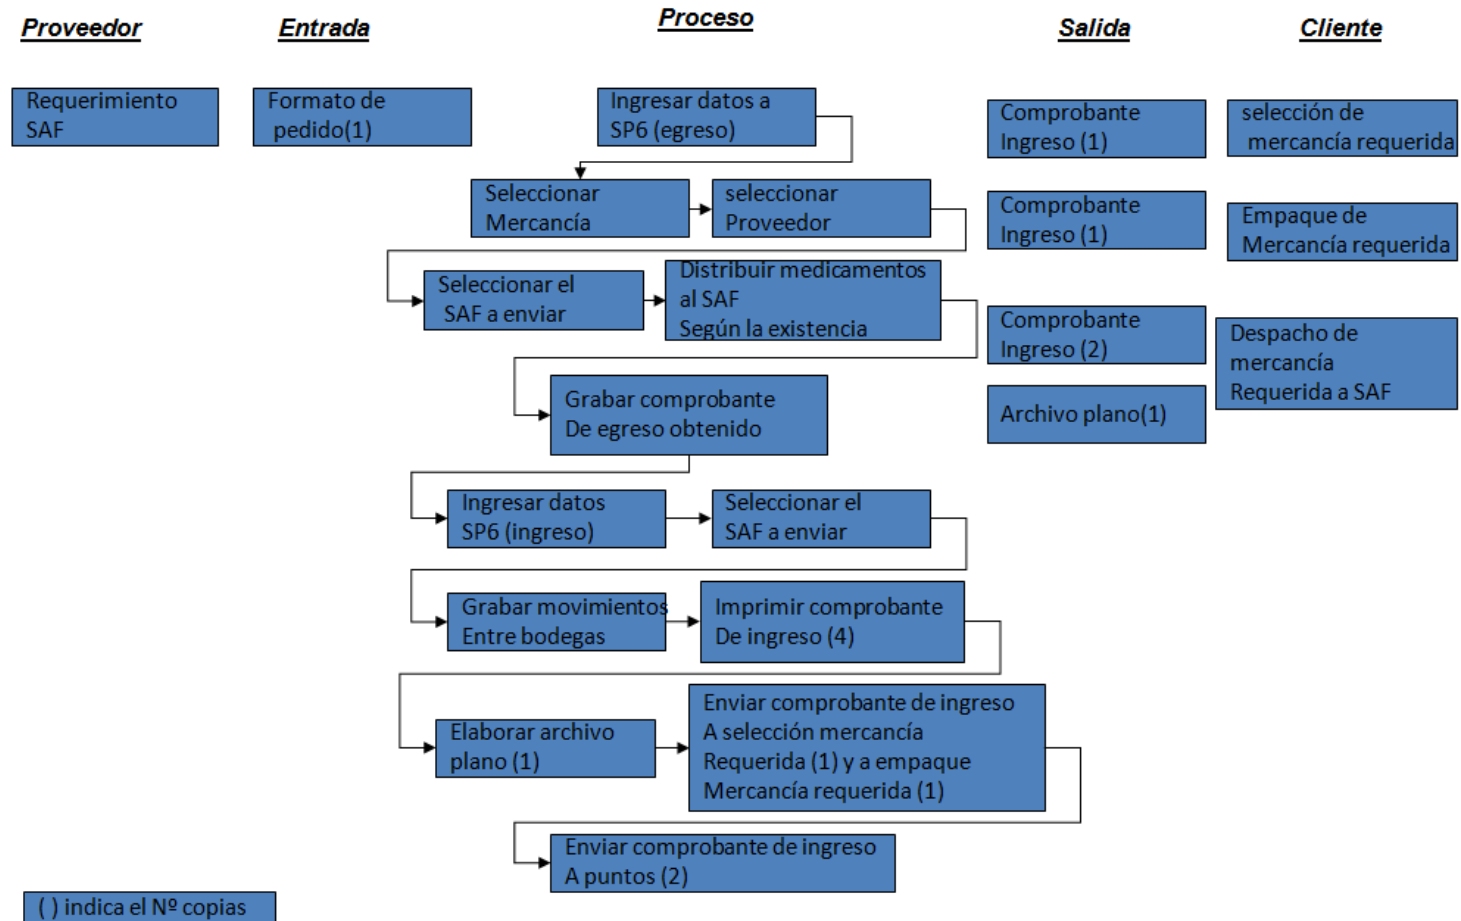 Proveedor
Entrada
Proceso
Salida
Cliente
Requerimiento
SAF
Formato de
pedido(1)
Ingresar datos a
SP6 (egreso)
Comprobante
Ingreso (1)
selección de
mercancía requerida
Seleccionar
Mercancía
seleccionar
Proveedor
Comprobante
Ingreso (1)
Empaque de
Mercancía requerida
Seleccionar el
SAF a enviar
Distribuir medicamentos
al SAF
Según la existencia
Comprobante
Ingreso (2)
Despacho de
mercancía
Requerida a SAF
Grabar comprobante
De egreso obtenido
Archivo plano(1)
Ingresar datos
SP6 (ingreso)
Seleccionar el
SAF a enviar
Grabar movimientos
Entre bodegas
Imprimir comprobante
De ingreso (4)
Elaborar archivo
plano (1)
Enviar comprobante de ingreso
A selección mercancía
Requerida (1) y a empaque
Mercancía requerida (1)
Enviar comprobante de ingreso
A puntos (2)
( ) indica el Nº copias